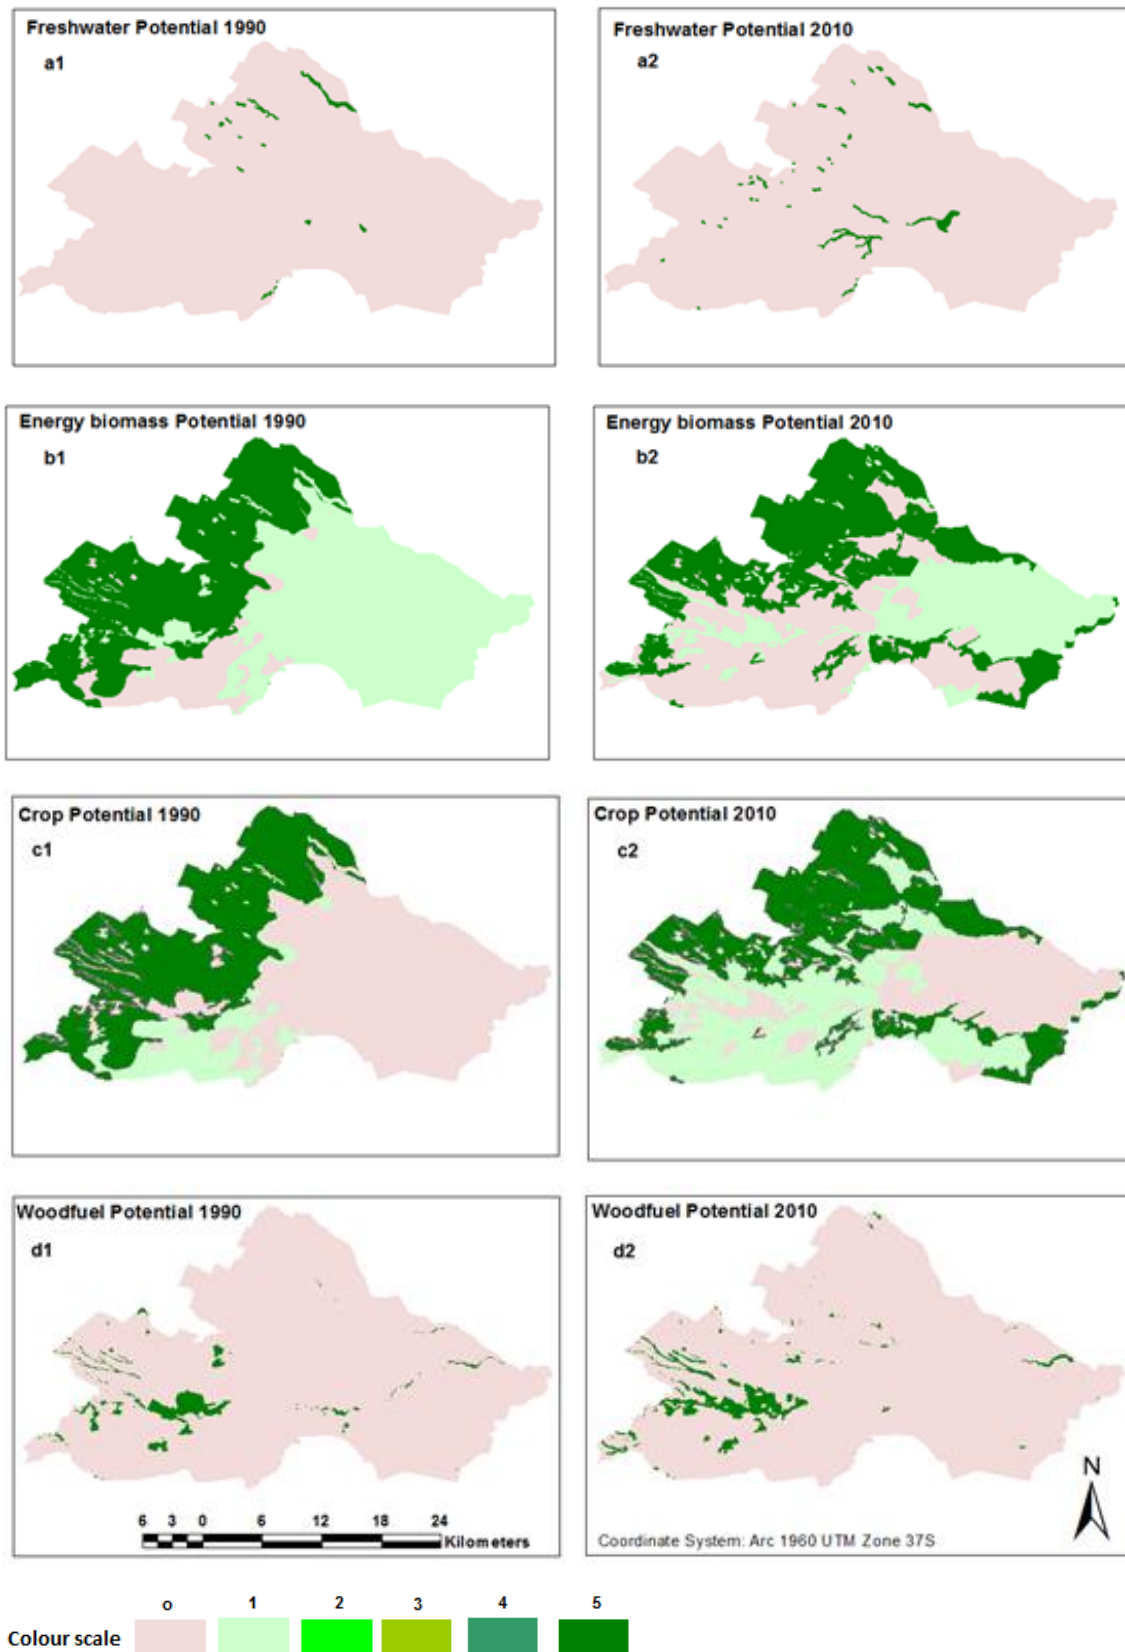 Freshwater Potential 1990
a1
Freshwater Potential 2010
a2
Energy biomass Potential 1990
b1
Energy biomass Potential 2010
b2
Crop Potential 1990
c1
Crop Potential 2010
c2
Woodfuel Potential 1990
d1
6 3 0 6 12 18 24
Kilometers
Woodfuel Potential 2010
d2
N
Coordinate System: Arc 1960 UTM Zone 37S
o 1 2 3 4 5
Colour scale